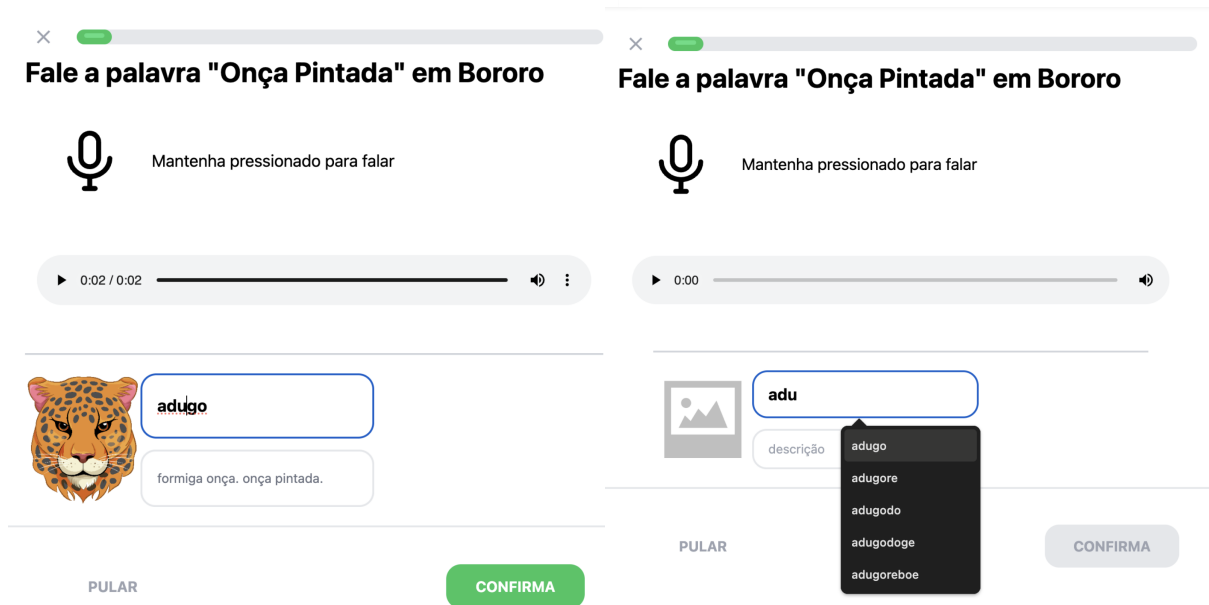 Fale a palavra "Onça Pintada" em Bororo
Mantenha pressionado para falar
0:02 / 0:02
adugo
formiga onça. onça pintada.
PULAR
CONFIRMA
Fale a palavra "Onça Pintada" em Bororo
Mantenha pressionado para falar
0:00
adu
descrição
adugo
adugore
adugodo
adugodoge
adugoreboe
PULAR
CONFIRMA